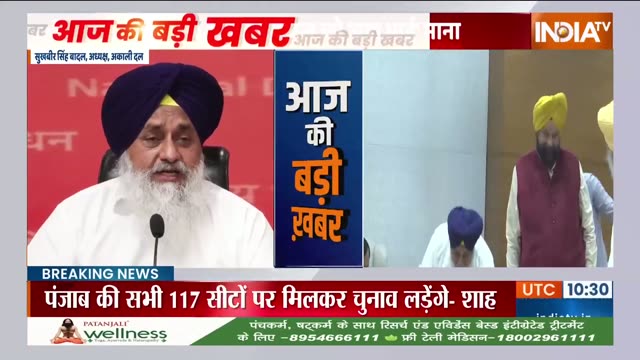 आज की बड़ी खबर
आज की बड़ी खबर
माना
INDIA TV
सुखबीर सिंह बादल, अध्यक्ष, अकाली दल
आज
की
बड़ी
ख़बर
BREAKING NEWS
UTC 10:30
पंजाब की सभी 117 सीटों पर मिलकर चुनाव लड़ेंगे- शाह
PATANJALI
wellness
पंचकर्म, षट्कर्म के साथ रिसर्च एंड एविडेंस बेस्ड इंटीग्रेटेड ट्रीटमेंट
के लिए -8954666111 फ्री टेली मेडिसन-18002961111